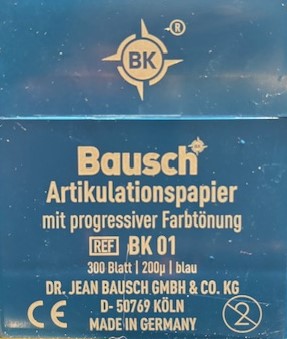 BK
®
Bausch
Artikulationspapier
mit progressiver Farbtönung
REF BK 01
300 Blatt | 200µ | blau
DR. JEAN BAUSCH GMBH & CO. KG
D- 50769 KÖLN
CE MADE IN GERMANY 2